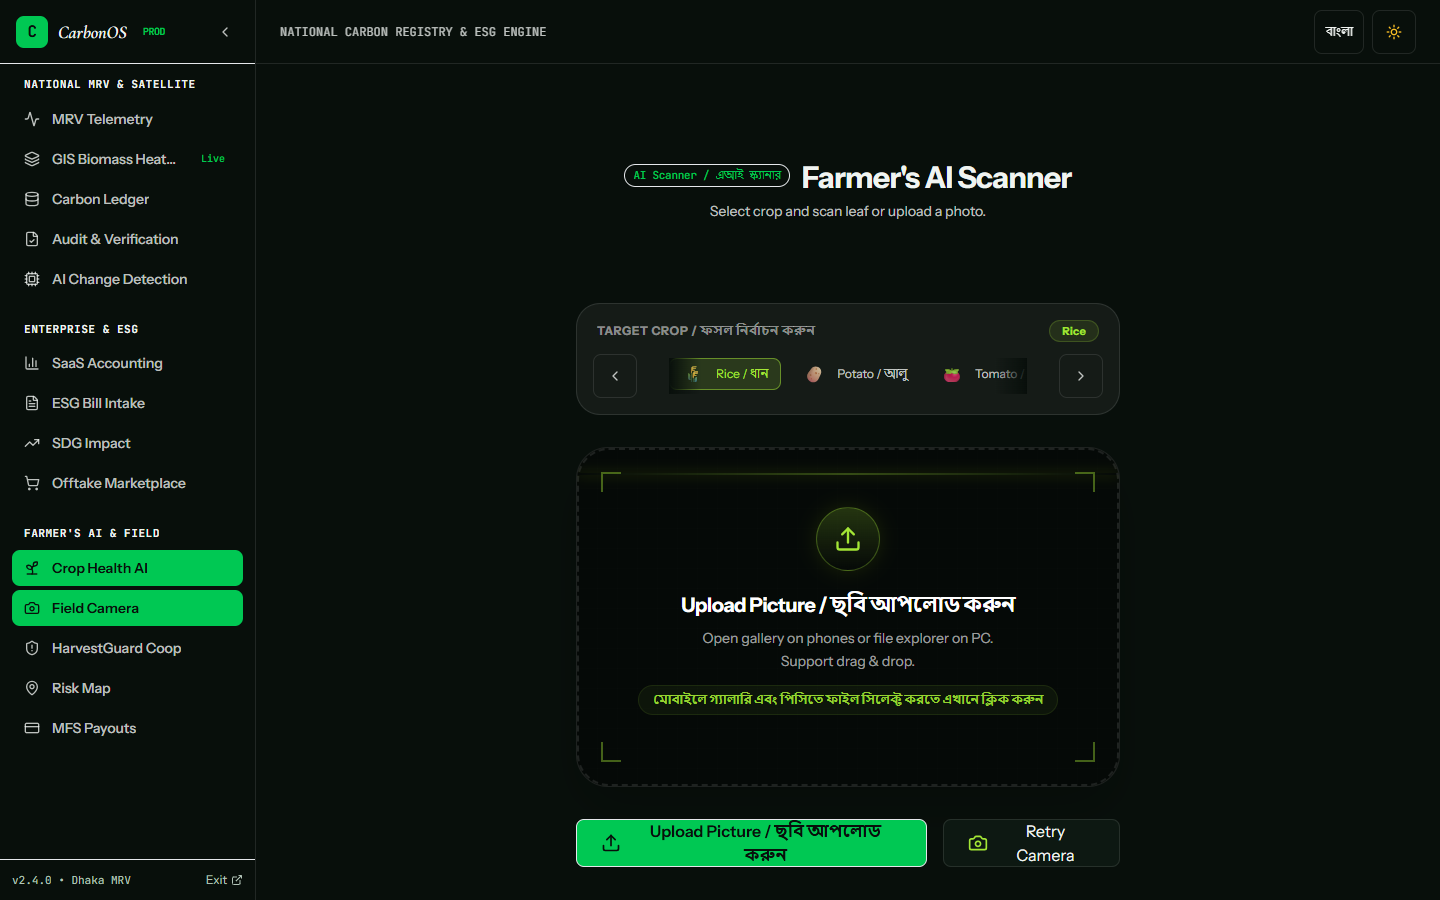 C CarbonOS PROD
NATIONAL CARBON REGISTRY & ESG ENGINE
বাংলা
NATIONAL MRV & SATELLITE
MRV Telemetry
GIS Biomass Heat... Live
Carbon Ledger
Audit & Verification
AI Change Detection
ENTERPRISE & ESG
SaaS Accounting
ESG Bill Intake
SDG Impact
Offtake Marketplace
FARMER'S AI & FIELD
Crop Health AI
Field Camera
HarvestGuard Coop
Risk Map
MFS Payouts
v2.4.0 • Dhaka MRV
Exit
AI Scanner / এআই স্ক্যানার
Farmer's AI Scanner
Select crop and scan leaf or upload a photo.
TARGET CROP / ফসল নির্বাচন করুন
Rice
Rice / ধান
Potato / আলু
Tomato /
Upload Picture / ছবি আপলোড করুন
Open gallery on phones or file explorer on PC.
Support drag & drop.
মোবাইলে গ্যালারি এবং পিসিতে ফাইল সিলেক্ট করতে এখানে ক্লিক করুন
Upload Picture / ছবি আপলোড
করুন
Retry
Camera